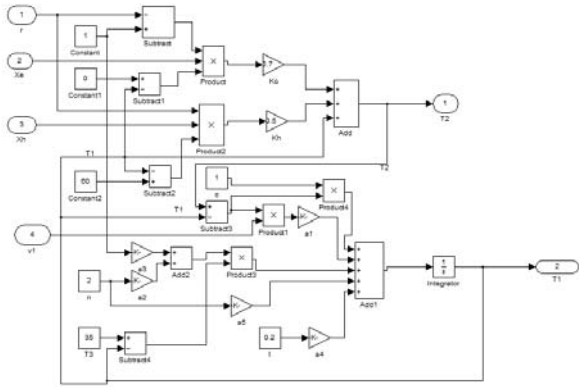 1
r
2
Xe
3
Xh
4
v1
1
Constant
Subtract
0
Constant1
Subtract1
Product
Product2
Kh
T1
60
Constant2
Subtract2
Add
1
T2
T2
1
T1
Subtract3
Product4
Product1
a1
a3
2
n
a2
Add2
Product3
a5
35
T3
Subtract4
0.2
a4
Add1
Integrator
2
T1